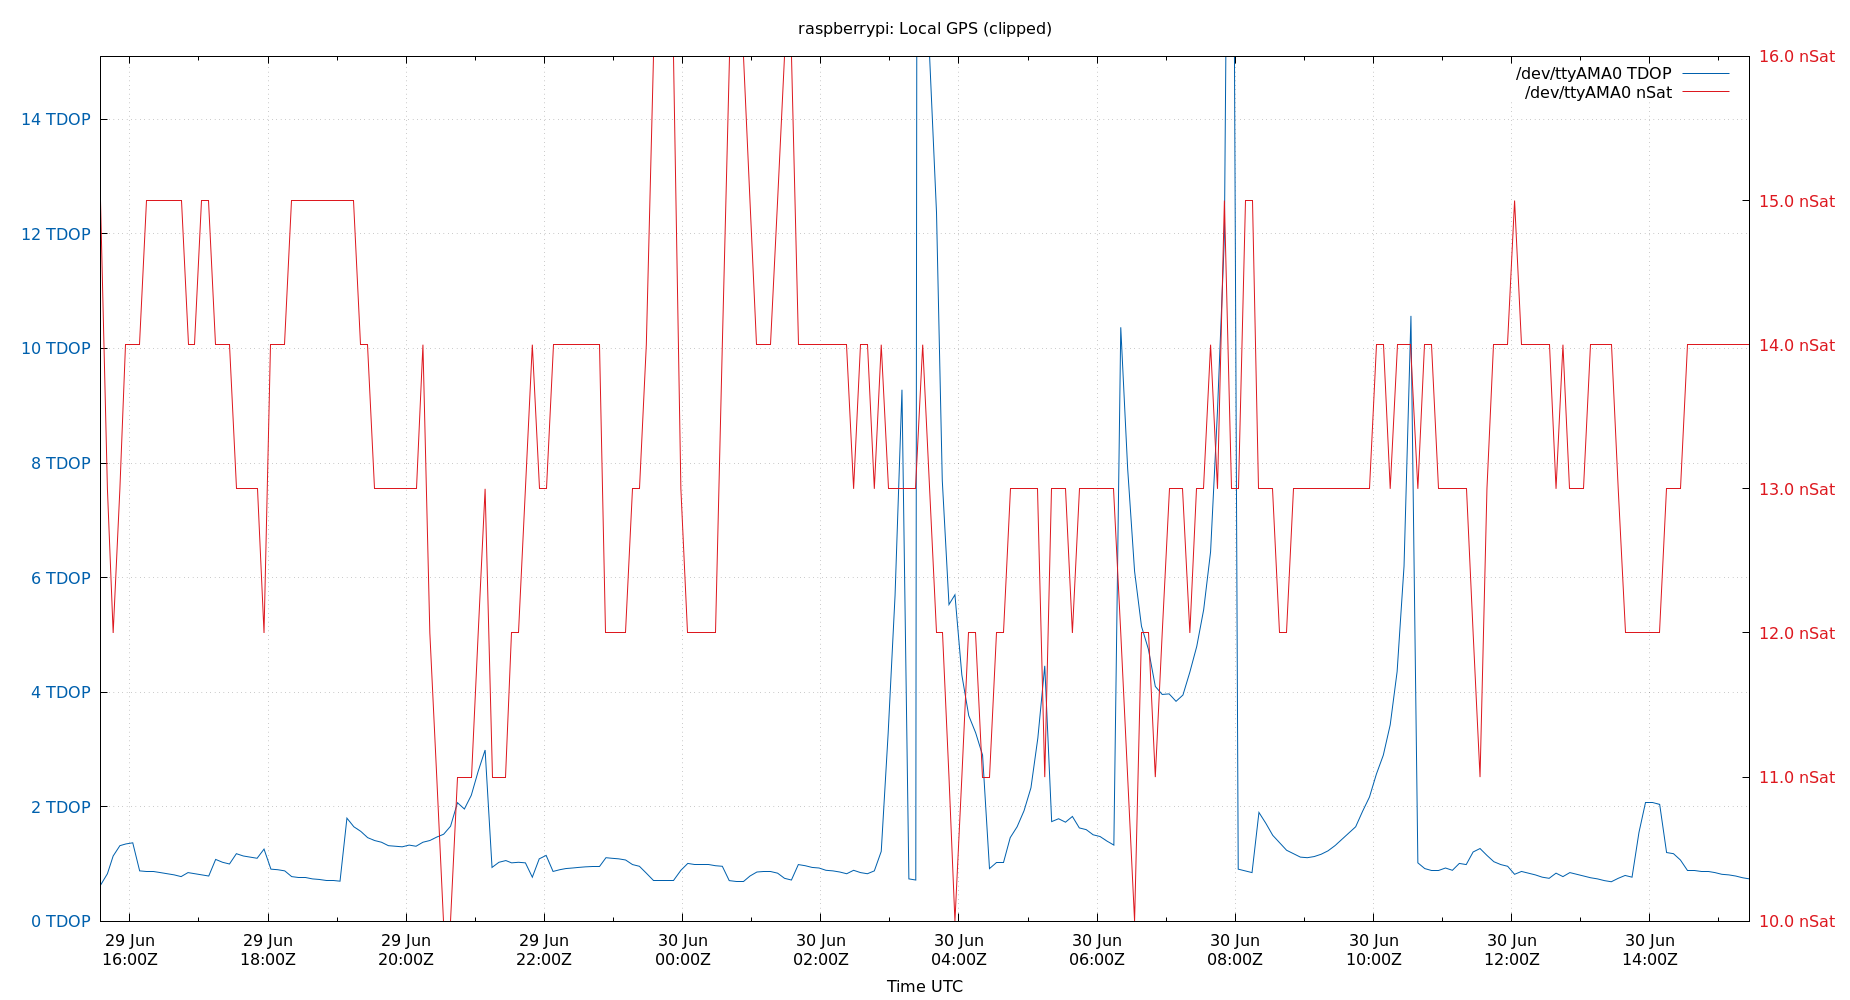 raspberrypi: Local GPS (clipped)
16.0 nSat
/dev/ttyAMA0 TDOP
/dev/ttyAMA0 nSat
14 TDOP
15.0 nSat
12 TDOP
10 TDOP
14.0 nSat
8 TDOP
13.0 nSat
6 TDOP
12.0 nSat
4 TDOP
11.0 nSat
2 TDOP
0 TDOP
10.0 nSat
29 Jun 29 Jun 29 Jun 29 Jun 30 Jun 30 Jun 30 Jun 30 Jun 30 Jun 30 Jun 30 Jun 30 Jun
16:00Z 18:00Z 20:00Z 22:00Z 00:00Z 02:00Z 04:00Z 06:00Z 08:00Z 10:00Z 12:00Z 14:00Z
Time UTC